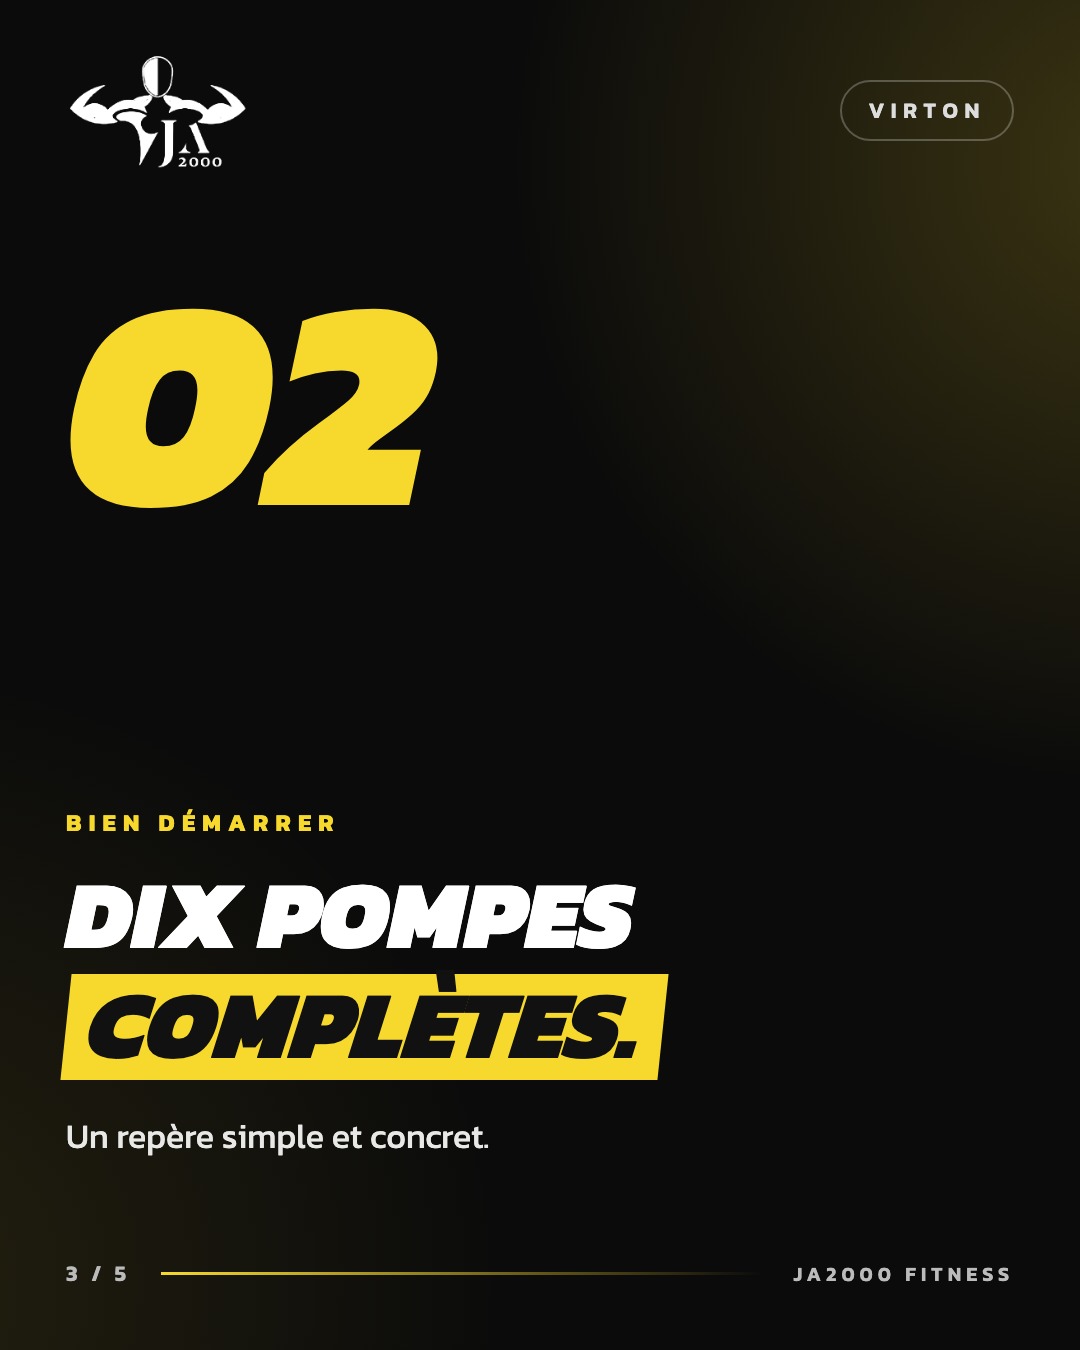 JA
2000
VIRTON
02
BIEN DÉMARRER
DIX POMPES
COMPLÈTES.
Un repère simple et concret.
3 / 5
JA2000 FITNESS